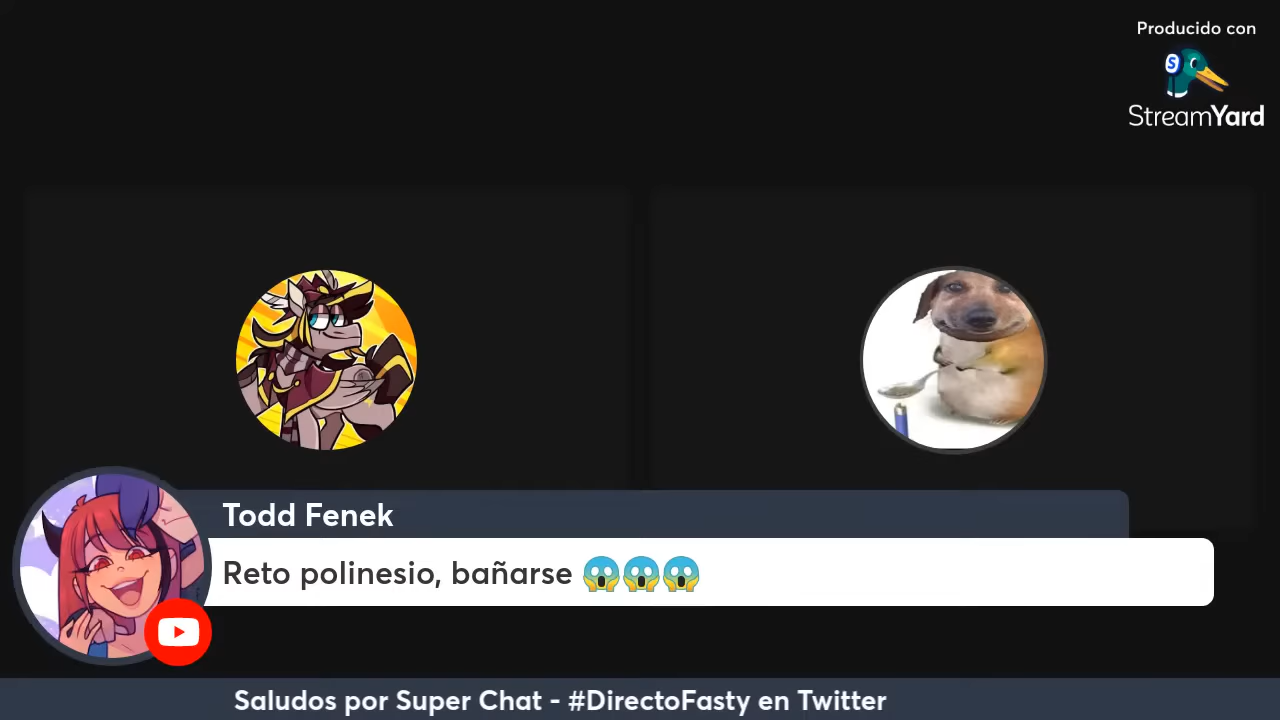 Producido con
S
StreamYard
Todd Fenek
Reto polinesio, bañarse 😱😱😱
Saludos por Super Chat - #DirectoFasty en Twitter